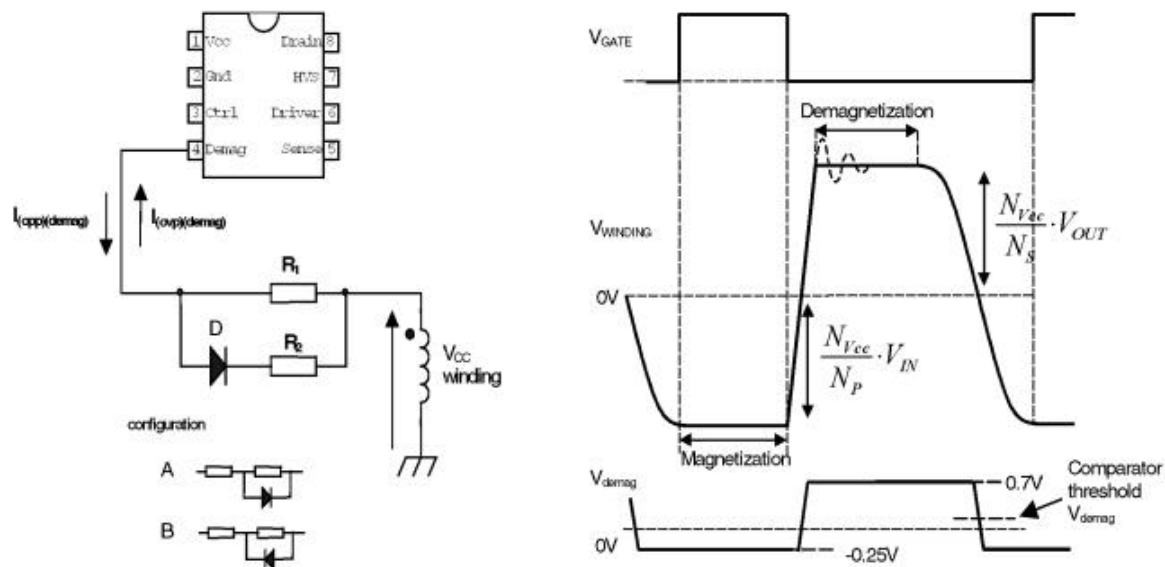 1 Vcc Drain 8
2 Gnd HVS 7
3 Ctrl Driver 6
4 Demag Sense 5
I(opp)(demag)
I(ovp)(demag)
R1
D
R2
VCC
winding
configuration
A
B
VGATE
Demagnetization
VWINDING
NVcc/NS · VOUT
0V
NVcc/NP · VIN
Magnetization
Vdemag
0.7V
Comparator
threshold
Vdemag
0V
-0.25V